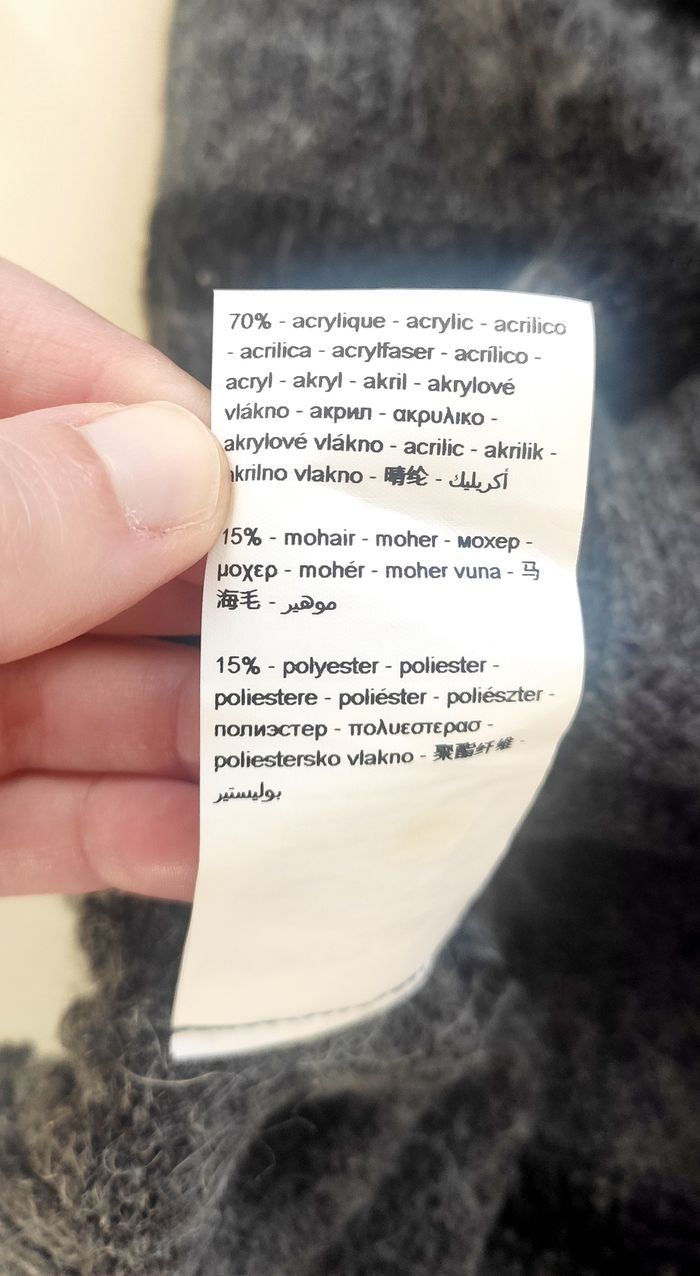 70% - acrylique - acrylic - acrilico
- acrilica - acrylfaser - acrílico -
acryl - akryl - akril - akrylové
vlákno - акрил - ακρυλικο -
akrylové vlákno - acrilic - akrilik -
akrilno vlakno - 晴纶 - أكريليك
15% - mohair - moher - мохер -
μοχερ - mohér - moher vuna - 马
海毛 - موهير
15% - polyester - poliester -
poliestere - poliéster - poliészter -
полиэстер - πολυεστερασ -
poliestersko vlakno - 聚酯纤维 -
بوليستير